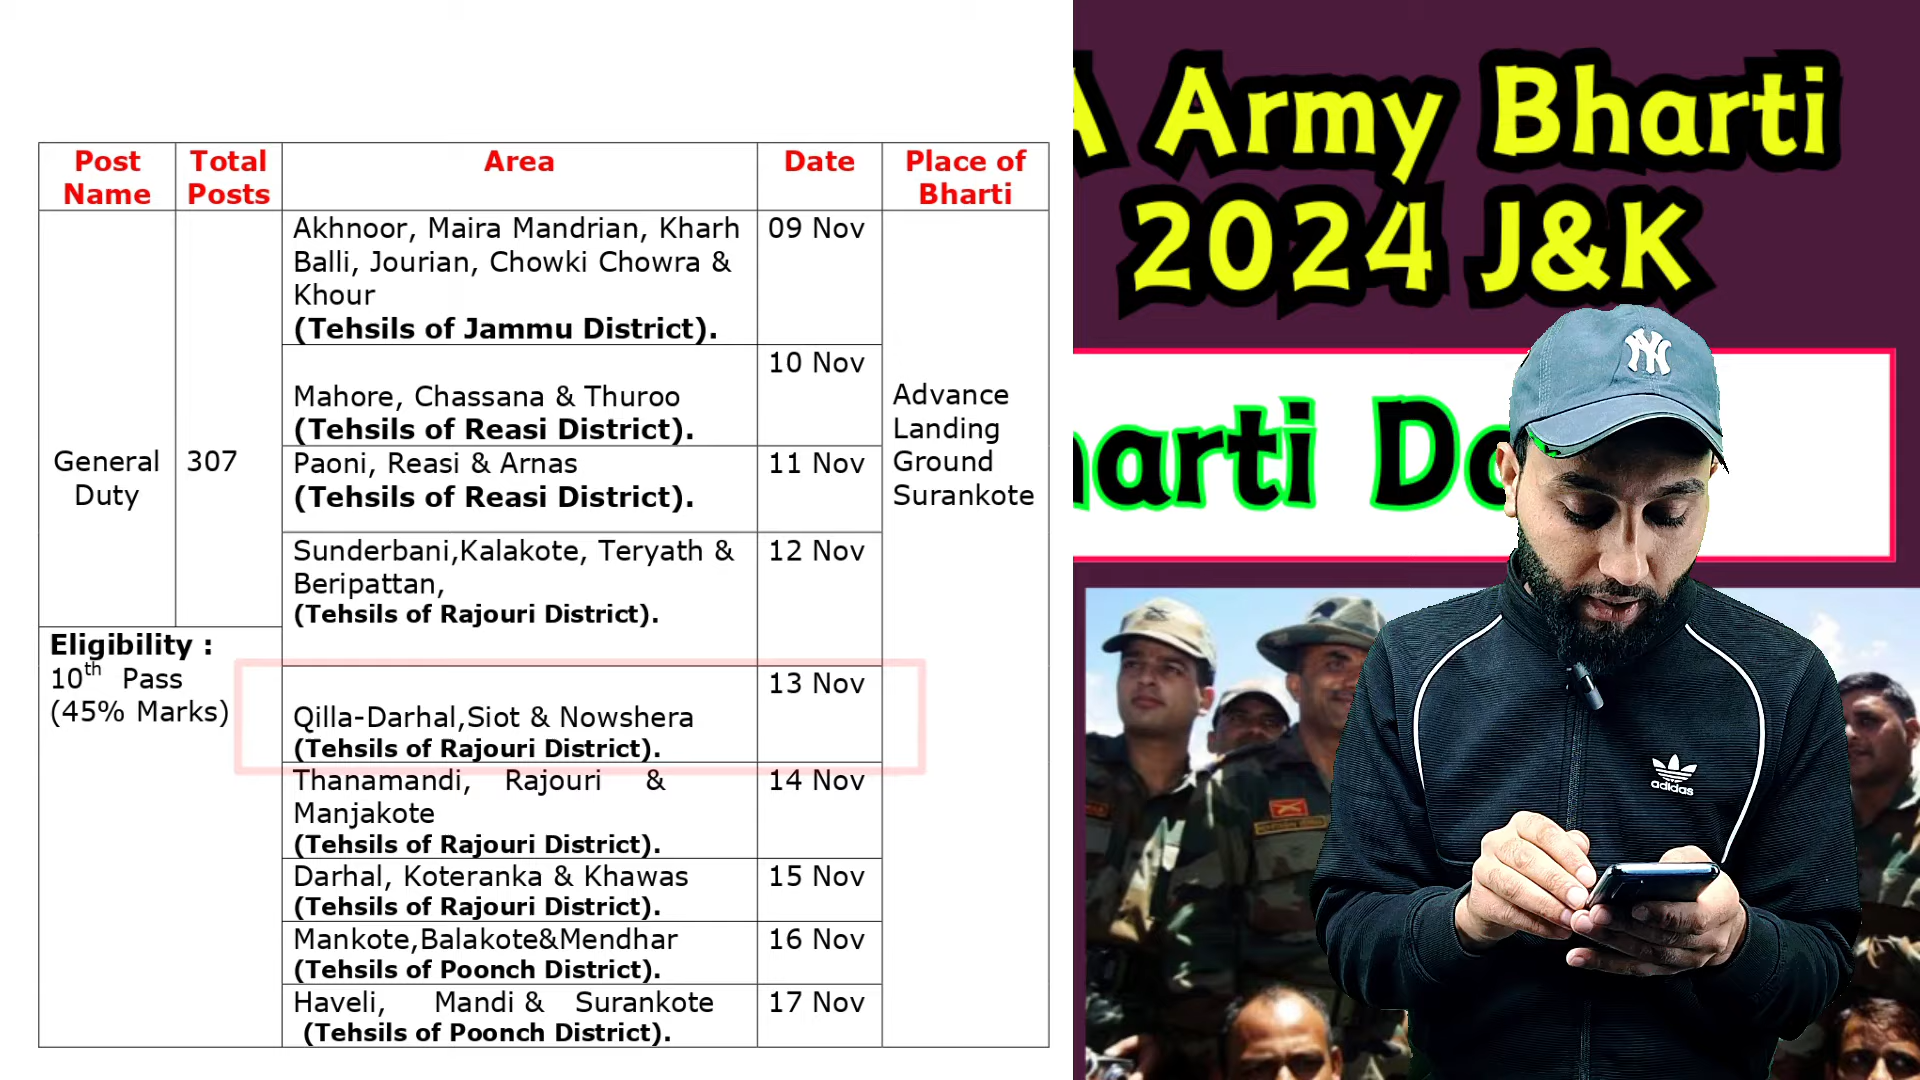 Post Name
Total Posts
Area
Date
Place of Bharti
General Duty
307
Akhnoor, Maira Mandrian, Kharh
Balli, Jourian, Chowki Chowra &
Khour
(Tehsils of Jammu District).
09 Nov
Mahore, Chassana & Thuroo
(Tehsils of Reasi District).
10 Nov
Paoni, Reasi & Arnas
(Tehsils of Reasi District).
11 Nov
Sunderbani,Kalakote, Teryath &
Beripattan,
(Tehsils of Rajouri District).
12 Nov
Advance
Landing
Ground
Surankote
Eligibility :
10th Pass
(45% Marks)
Qilla-Darhal,Siot & Nowshera
(Tehsils of Rajouri District).
13 Nov
Thanamandi, Rajouri &
Manjakote
(Tehsils of Rajouri District).
14 Nov
Darhal, Koteranka & Khawas
(Tehsils of Rajouri District).
15 Nov
Mankote,Balakote&Mendhar
(Tehsils of Poonch District).
16 Nov
Haveli, Mandi & Surankote
(Tehsils of Poonch District).
17 Nov
A Army Bharti
2024 J&K
harti Do
NY
adidas